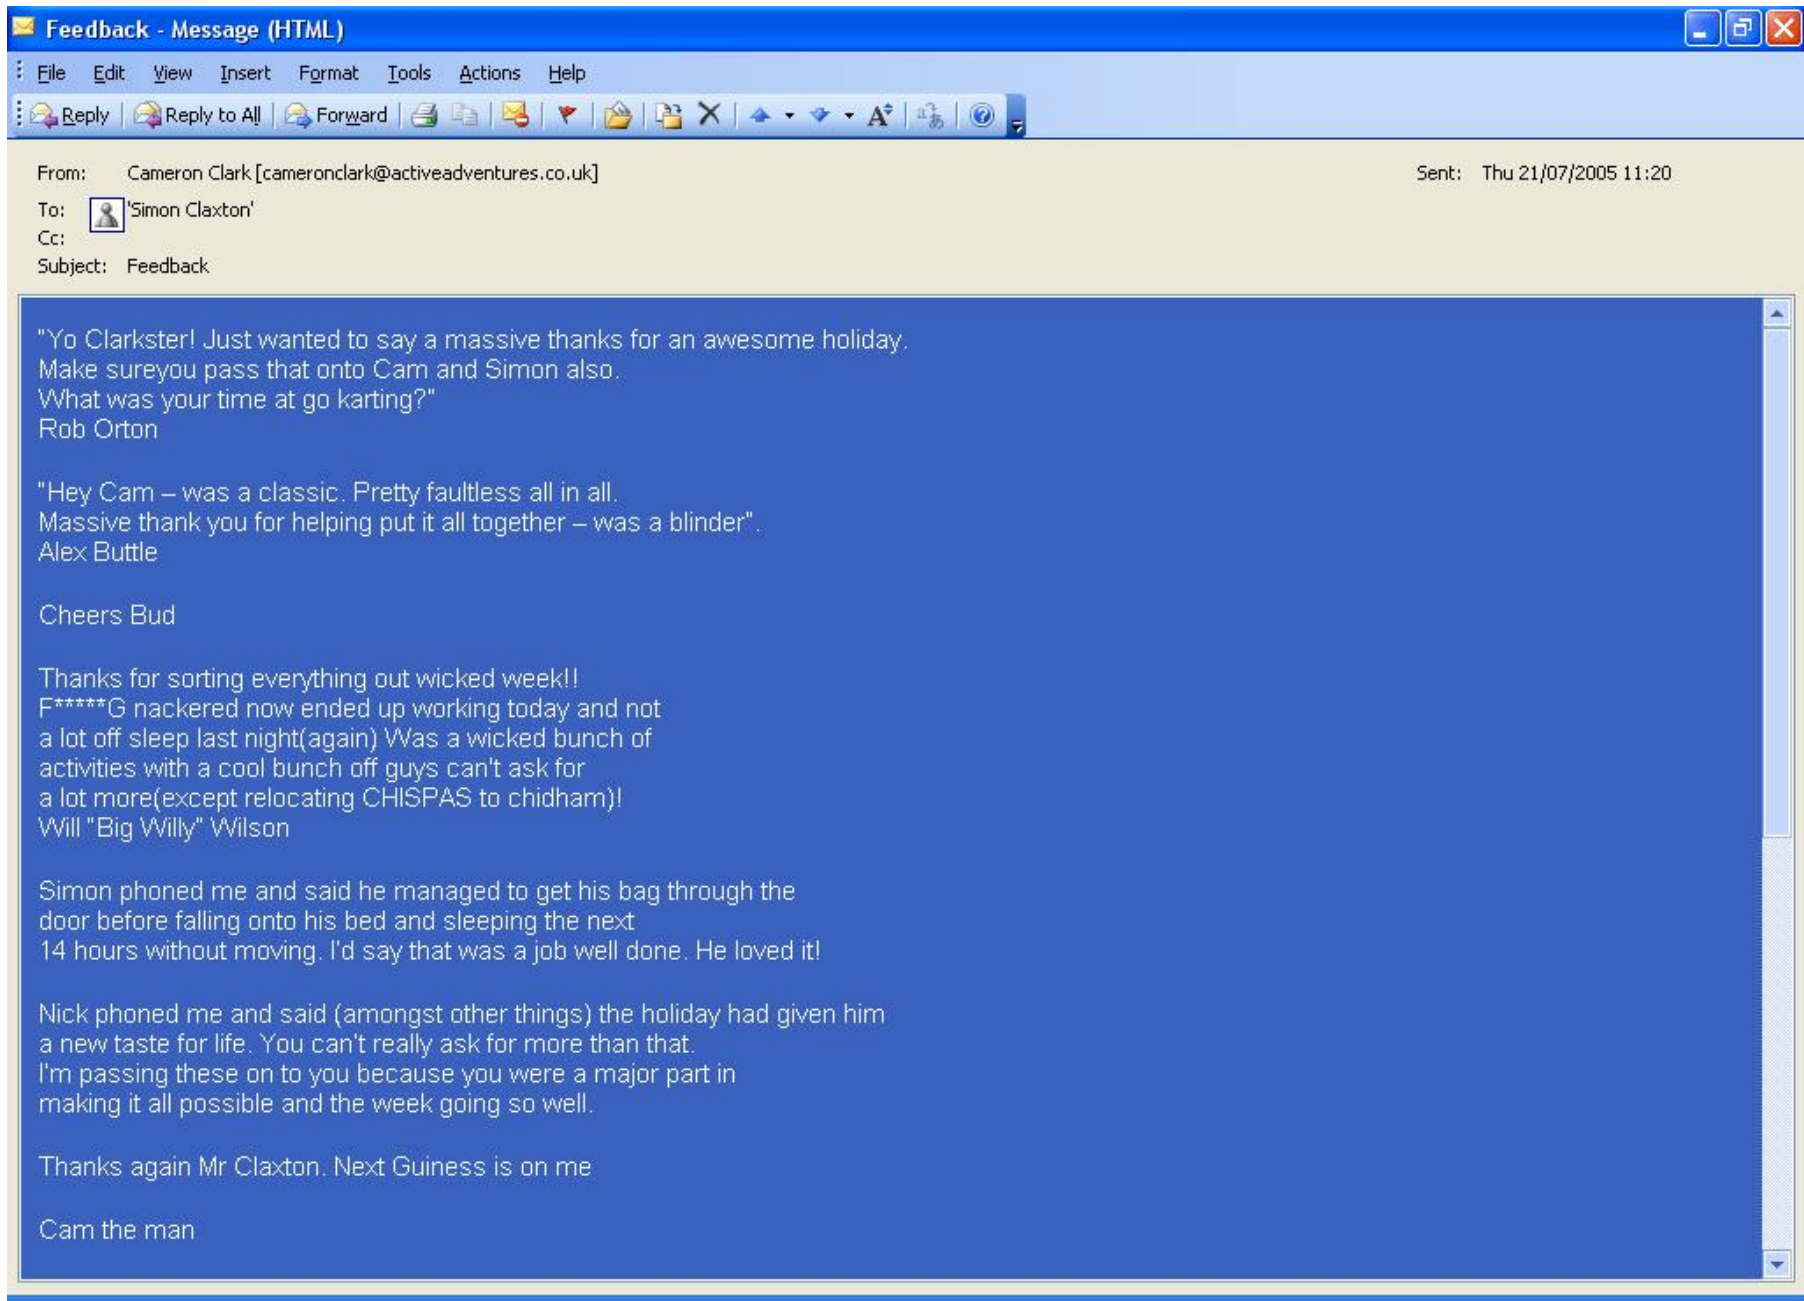 Feedback - Message (HTML)
File Edit View Insert Format Tools Actions Help
Reply Reply to All Forward
From: Cameron Clark [cameronclark@activeadventures.co.uk] Sent: Thu 21/07/2005 11:20
To: 'Simon Claxton'
Cc:
Subject: Feedback
"Yo Clarkster! Just wanted to say a massive thanks for an awesome holiday.
Make sureyou pass that onto Cam and Simon also.
What was your time at go karting?"
Rob Orton
"Hey Cam – was a classic. Pretty faultless all in all.
Massive thank you for helping put it all together – was a blinder".
Alex Buttle
Cheers Bud
Thanks for sorting everything out wicked week!!
F*****G nackered now ended up working today and not
a lot off sleep last night(again) Was a wicked bunch of
activities with a cool bunch off guys can't ask for
a lot more(except relocating CHISPAS to chidham)!
Will "Big Willy" Wilson
Simon phoned me and said he managed to get his bag through the
door before falling onto his bed and sleeping the next
14 hours without moving. I'd say that was a job well done. He loved it!
Nick phoned me and said (amongst other things) the holiday had given him
a new taste for life. You can't really ask for more than that.
I'm passing these on to you because you were a major part in
making it all possible and the week going so well.
Thanks again Mr Claxton. Next Guiness is on me
Cam the man